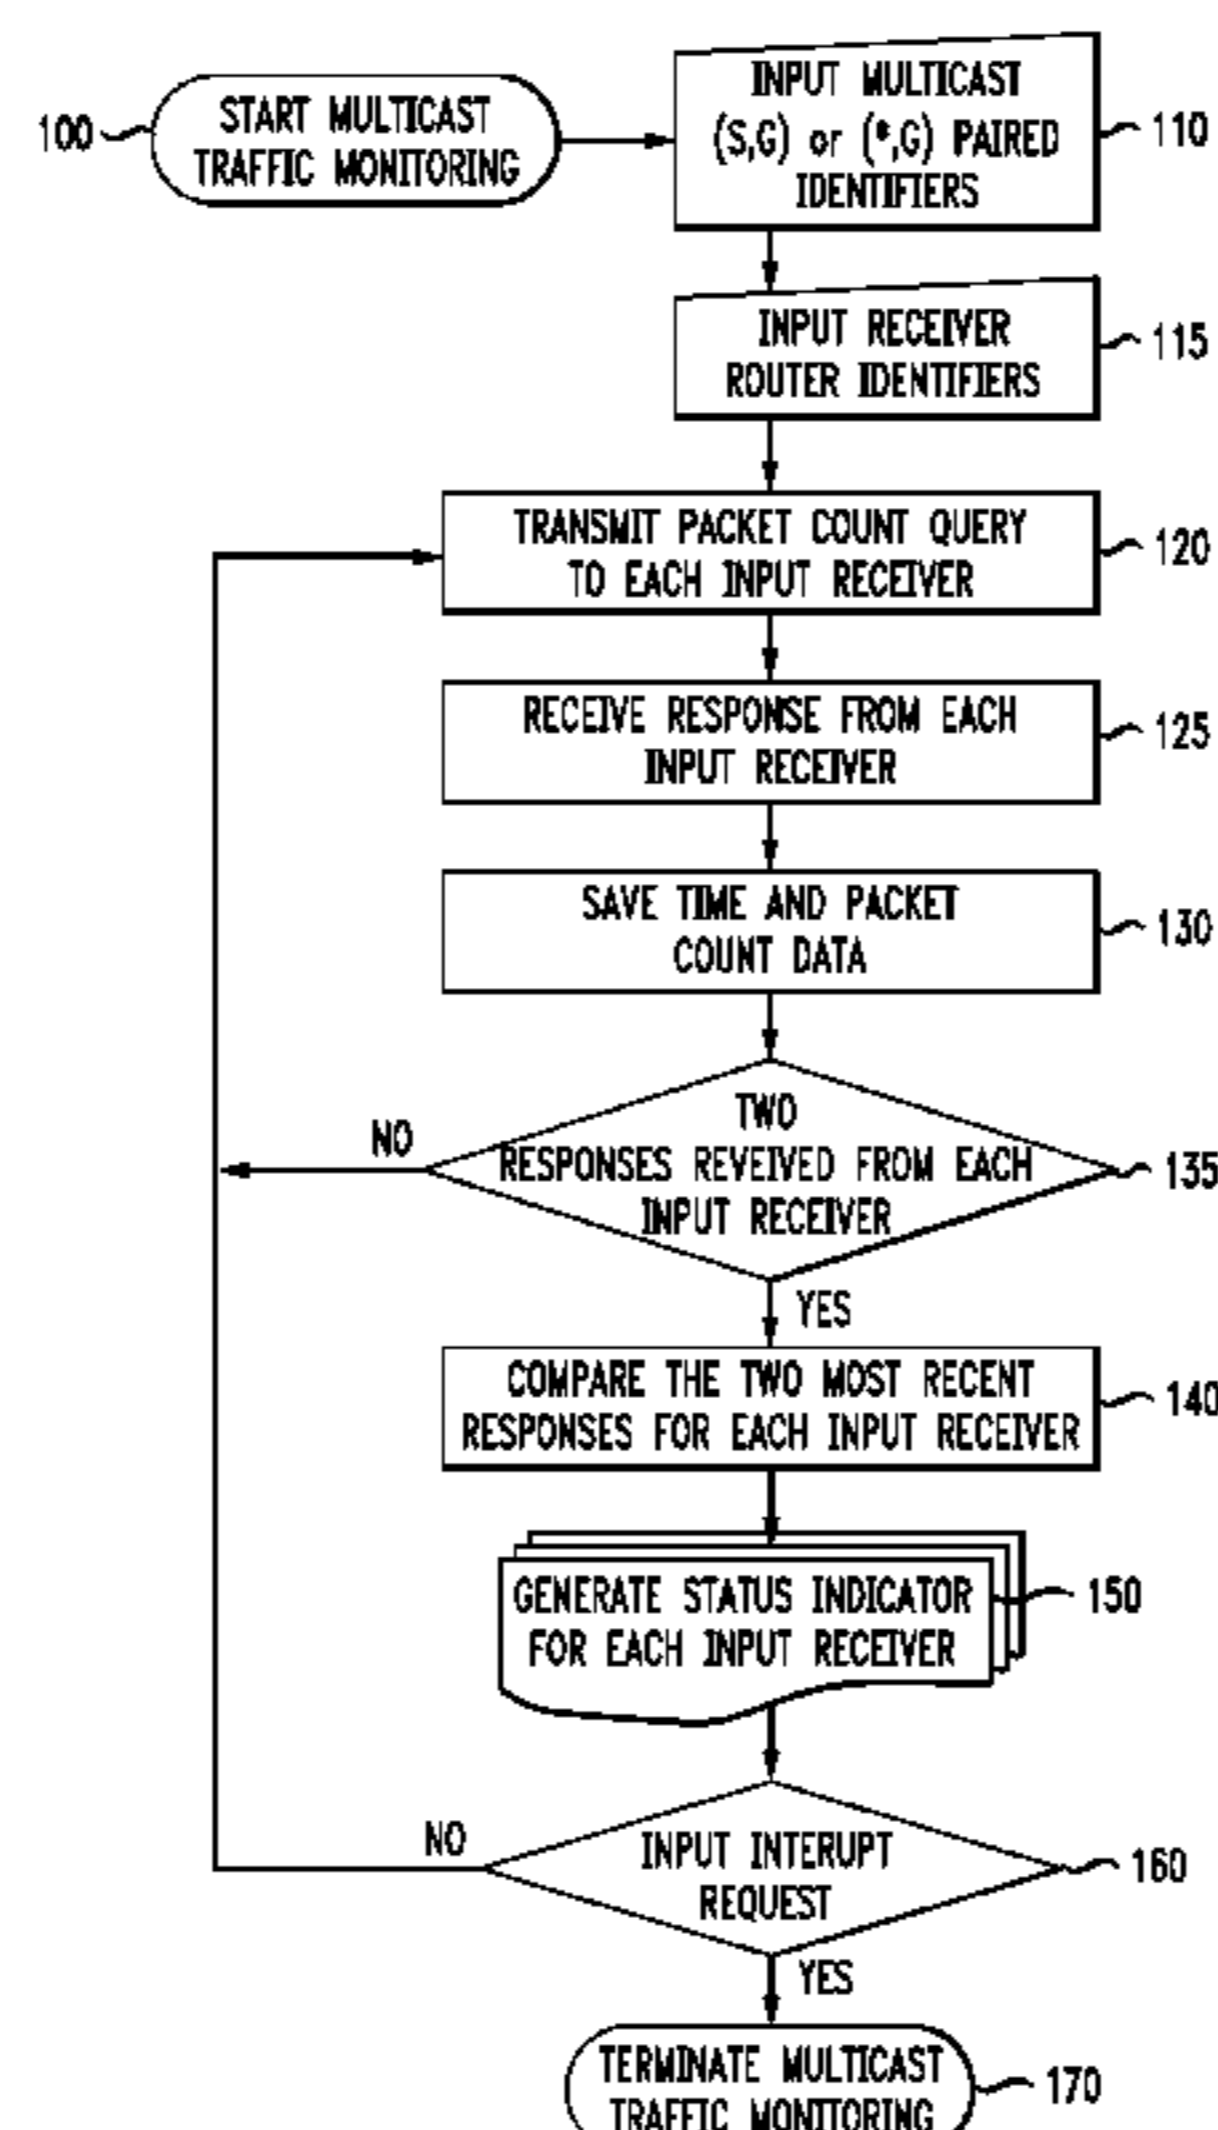 START MULTICAST
TRAFFIC MONITORING
100
INPUT MULTICAST
(S,G) or (*,G) PAIRED
IDENTIFIERS
110
INPUT RECEIVER
ROUTER IDENTIFIERS
115
TRANSMIT PACKET COUNT QUERY
TO EACH INPUT RECEIVER
120
RECEIVE RESPONSE FROM EACH
INPUT RECEIVER
125
SAVE TIME AND PACKET
COUNT DATA
130
TWO
RESPONSES REVEIVED FROM EACH
INPUT RECEIVER
135
NO
YES
COMPARE THE TWO MOST RECENT
RESPONSES FOR EACH INPUT RECEIVER
140
GENERATE STATUS INDICATOR
FOR EACH INPUT RECEIVER
150
INPUT INTERUPT
REQUEST
160
NO
YES
TERMINATE MULTICAST
TRAFFIC MONITORING
170